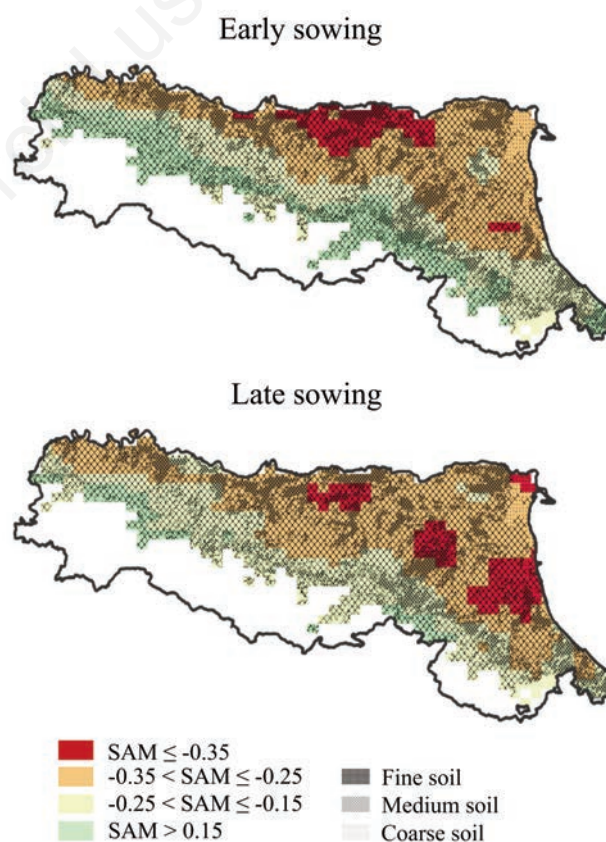 Early sowing
Late sowing
SAM ≤ -0.35
-0.35 < SAM ≤ -0.25
-0.25 < SAM ≤ -0.15
SAM > 0.15
Fine soil
Medium soil
Coarse soil